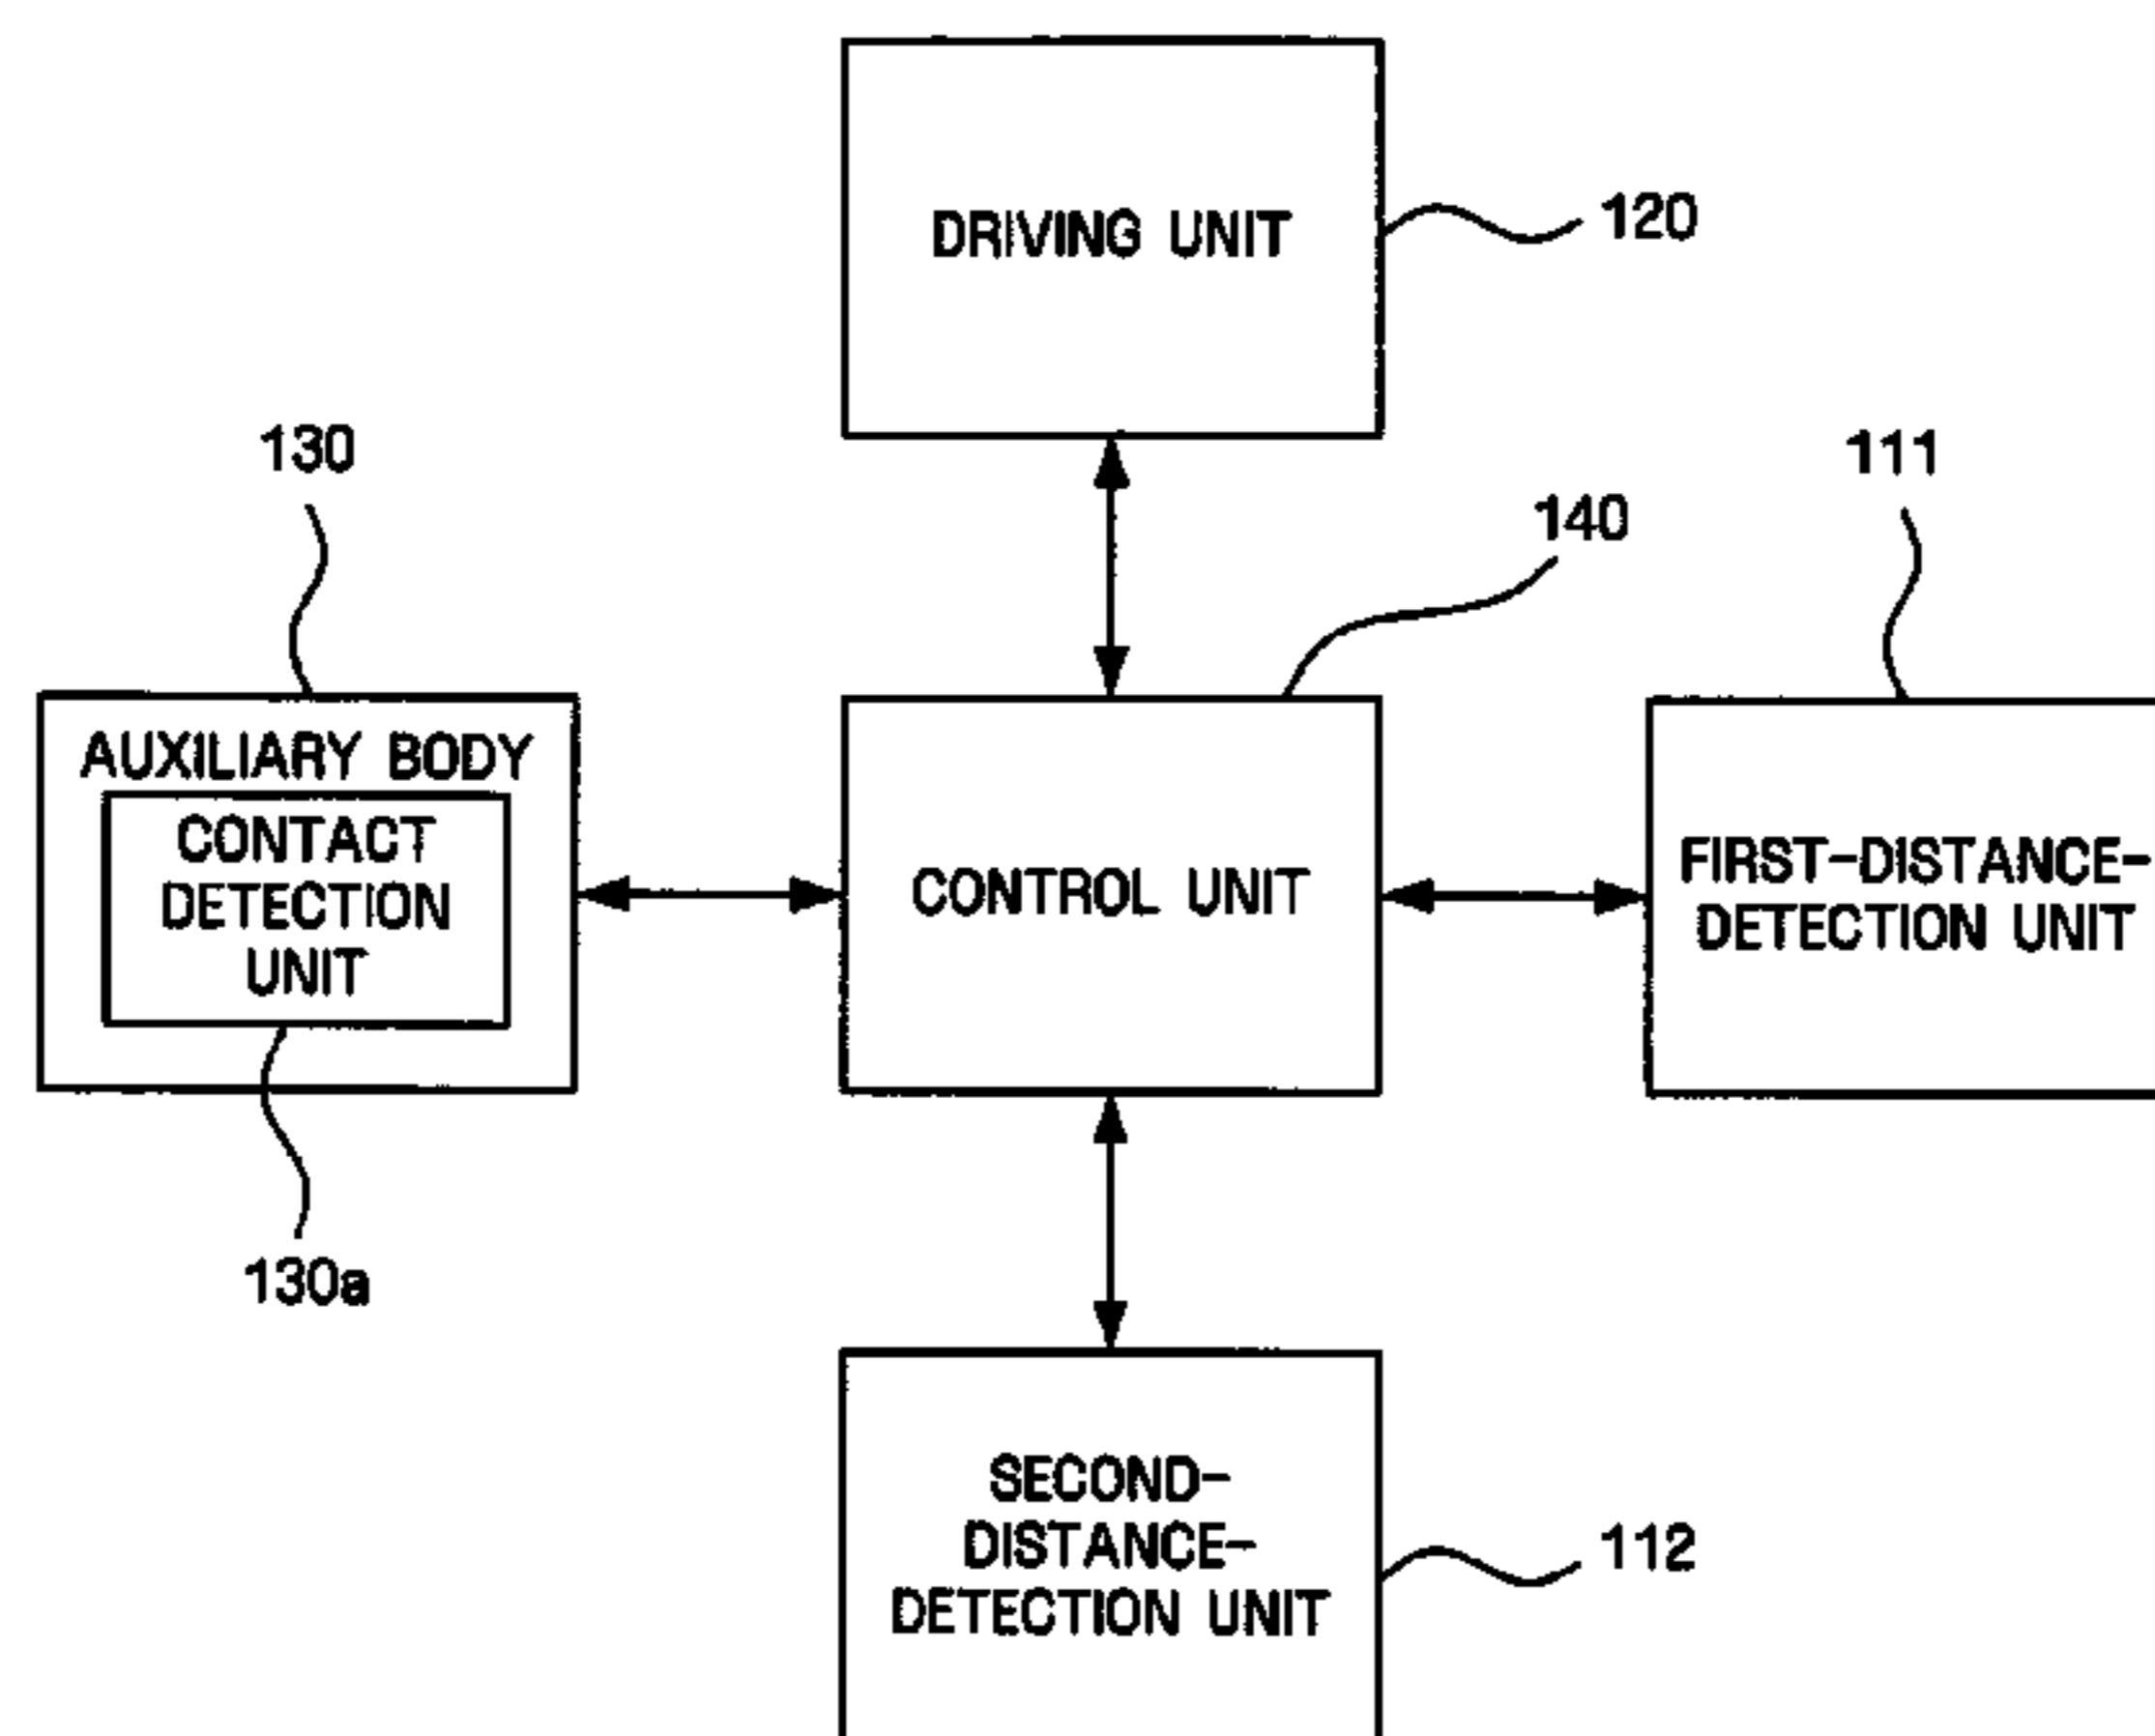 DRIVING UNIT
120
130
111
140
AUXILIARY BODY
CONTACT
DETECTION
UNIT
CONTROL UNIT
FIRST-DISTANCE-
DETECTION UNIT
130a
SECOND-
DISTANCE-
DETECTION UNIT
112